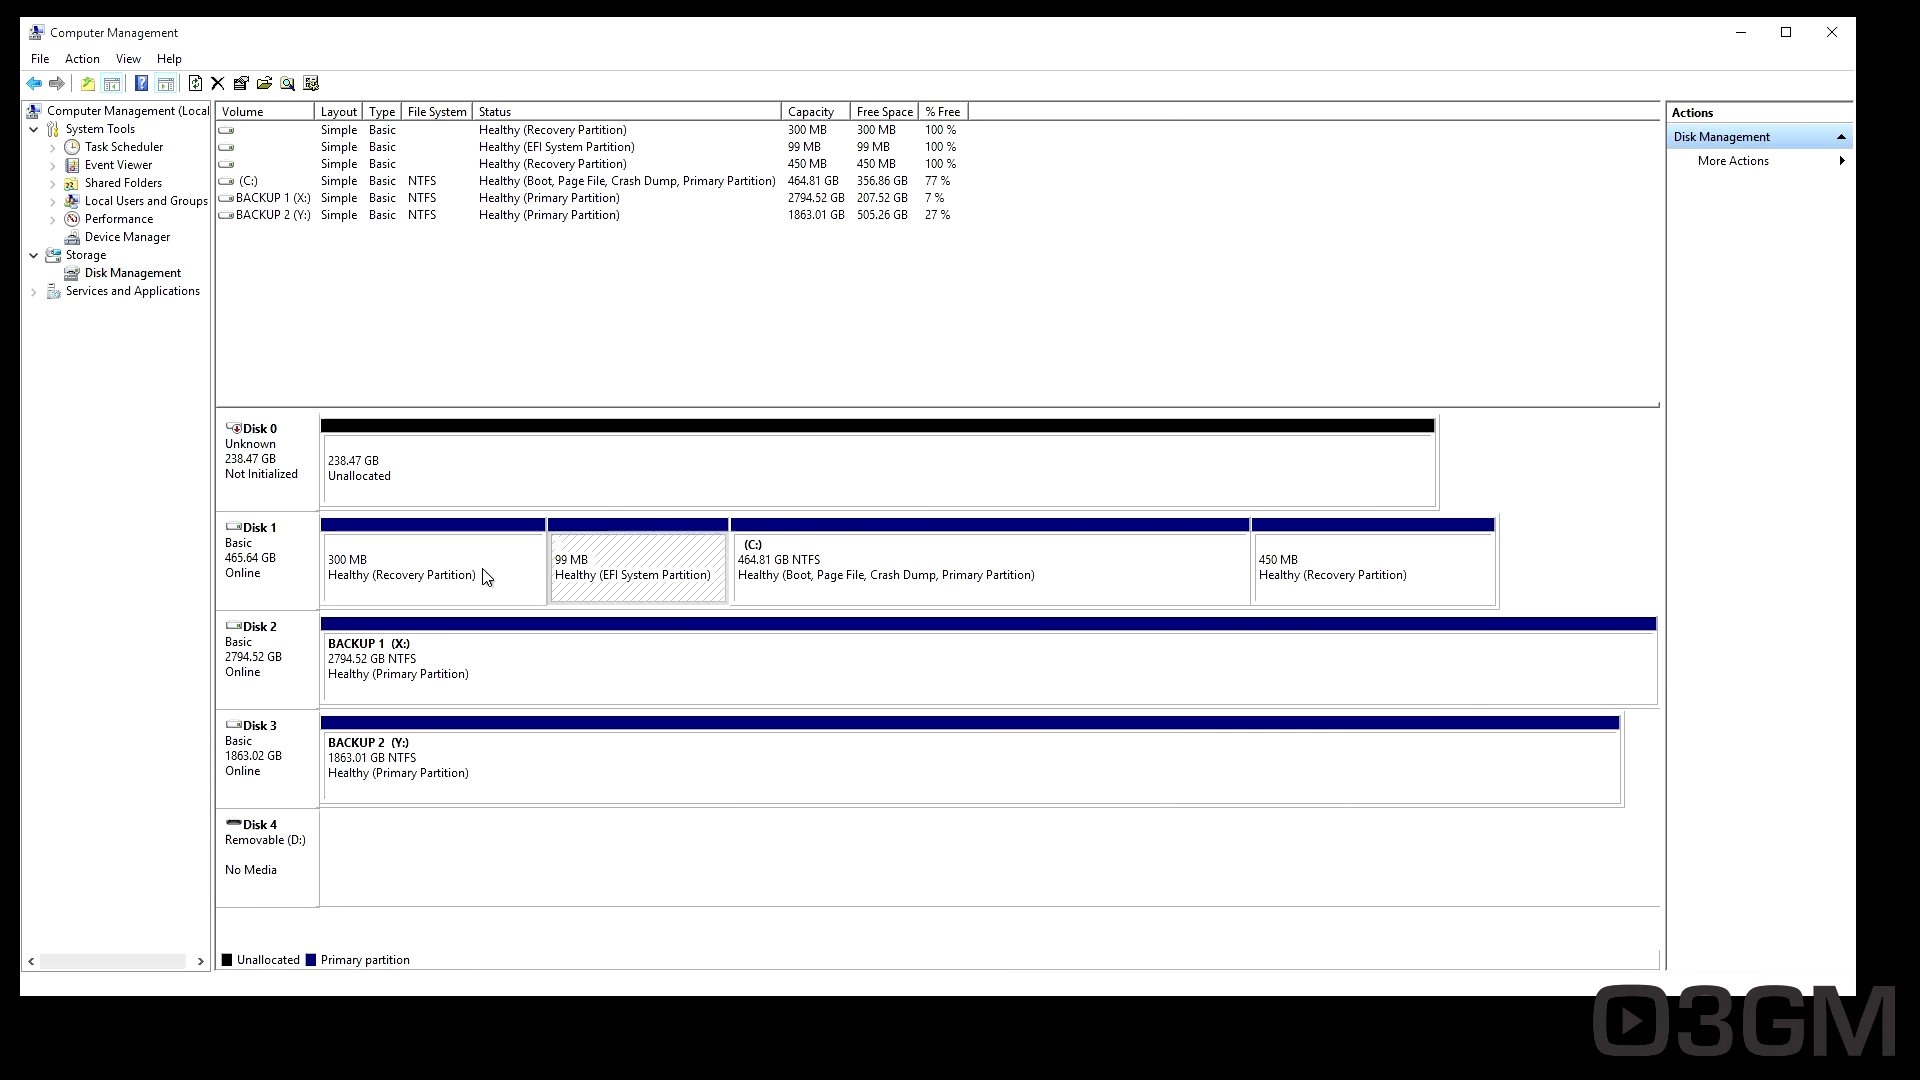 Computer Management
File Action View Help
Computer Management (Local
System Tools
Task Scheduler
Event Viewer
Shared Folders
Local Users and Groups
Performance
Device Manager
Storage
Disk Management
Services and Applications
Volume Layout Type File System Status Capacity Free Space % Free
Simple Basic Healthy (Recovery Partition) 300 MB 300 MB 100 %
Simple Basic Healthy (EFI System Partition) 99 MB 99 MB 100 %
Simple Basic Healthy (Recovery Partition) 450 MB 450 MB 100 %
(C:) Simple Basic NTFS Healthy (Boot, Page File, Crash Dump, Primary Partition) 464.81 GB 356.86 GB 77 %
BACKUP 1 (X:) Simple Basic NTFS Healthy (Primary Partition) 2794.52 GB 207.52 GB 7 %
BACKUP 2 (Y:) Simple Basic NTFS Healthy (Primary Partition) 1863.01 GB 505.26 GB 27 %
Disk 0
Unknown
238.47 GB
Not Initialized
238.47 GB
Unallocated
Disk 1
Basic
465.64 GB
Online
300 MB
Healthy (Recovery Partition)
99 MB
Healthy (EFI System Partition)
(C:)
464.81 GB NTFS
Healthy (Boot, Page File, Crash Dump, Primary Partition)
450 MB
Healthy (Recovery Partition)
Disk 2
Basic
2794.52 GB
Online
BACKUP 1 (X:)
2794.52 GB NTFS
Healthy (Primary Partition)
Disk 3
Basic
1863.02 GB
Online
BACKUP 2 (Y:)
1863.01 GB NTFS
Healthy (Primary Partition)
Disk 4
Removable (D:)
No Media
Unallocated Primary partition
Actions
Disk Management
More Actions
3GM